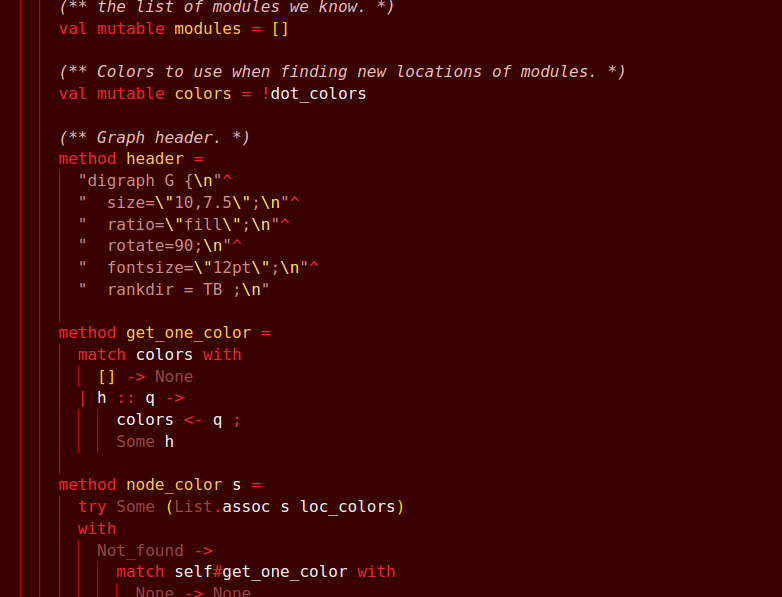 (** the list of modules we know. *)
val mutable modules = []
(** Colors to use when finding new locations of modules. *)
val mutable colors = !dot_colors
(** Graph header. *)
method header =
"digraph G {\n"^
"  size=\"10,7.5\";\n"^
"  ratio=\"fill\";\n"^
"  rotate=90;\n"^
"  fontsize=\"12pt\";\n"^
"  rankdir = TB ;\n"
method get_one_color =
match colors with
[] -> None
| h :: q ->
colors <- q ;
Some h
method node_color s =
try Some (List.assoc s loc_colors)
with
Not_found ->
match self#get_one_color with
None -> None